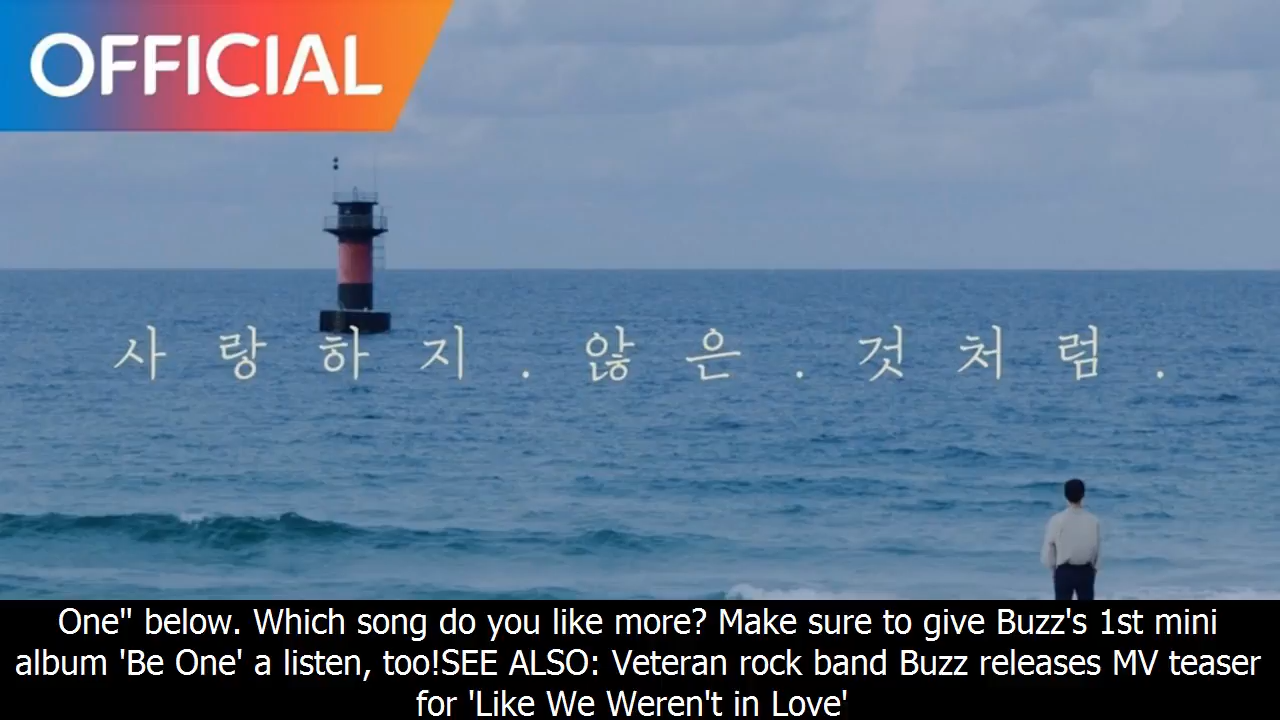 OFFICIAL
사랑하지.않은.것처럼.
One" below. Which song do you like more? Make sure to give Buzz's 1st mini
album 'Be One' a listen, too!SEE ALSO: Veteran rock band Buzz releases MV teaser
for 'Like We Weren't in Love'